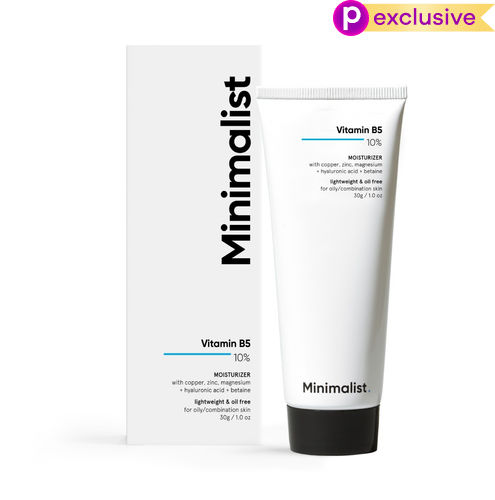 p exclusive
Minimalist
Vitamin B5
10%
MOISTURIZER
with copper, zinc, magnesium
+ hyaluronic acid + betaine
lightweight & oil free
for oily/combination skin
30g / 1.0 oz
Vitamin B5
10%
MOISTURIZER
with copper, zinc, magnesium
+ hyaluronic acid + betaine
lightweight & oil free
for oily/combination skin
30g / 1.0 oz
Minimalist.